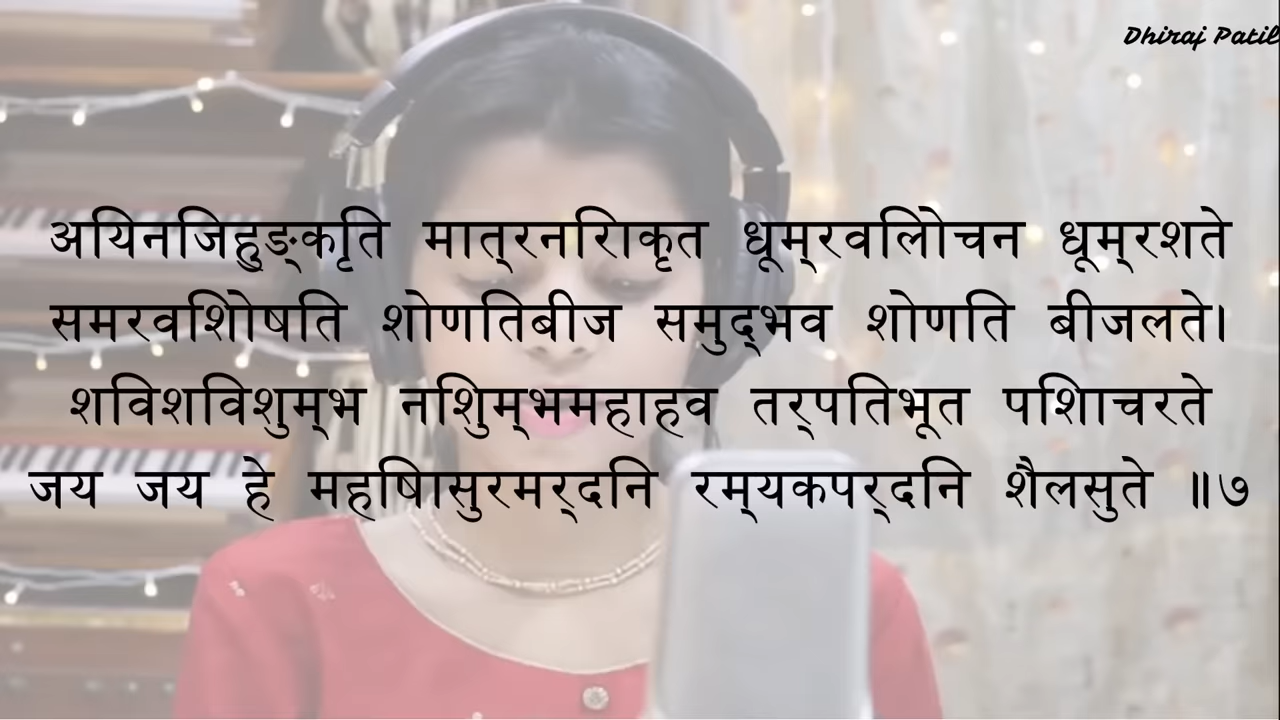 Dhiraj Patil
अयिनजिहुङ्‌कृति मात्‌रनरिाकृत धूम्‌रवलिोचन धूम्‌रशते
समरवशिोषति शोणतिबीज समुद्‌भव शोणति बीजलते।
शविशविशुम्‌भ नशिुम्‌भमहाहव तर्‌पतिभूत पशिाचरते
जय जय हे महषिासुरमर्‌दनि रम्‌यकपर्‌दनि शैलसुते ॥७